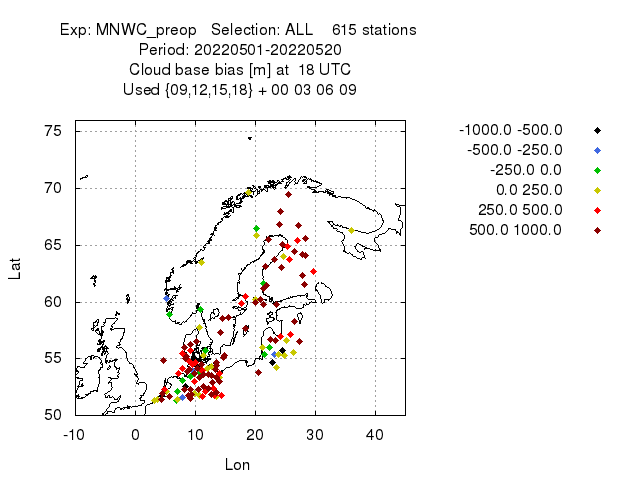 Exp: MNWC_preop   Selection: ALL    615 stations
Period: 20220501-20220520
Cloud base bias [m] at  18 UTC
Used {09,12,15,18} + 00 03 06 09
-1000.0 -500.0
-500.0 -250.0
-250.0 0.0
0.0 250.0
250.0 500.0
500.0 1000.0
75
70
65
60
55
50
Lat
-10 0 10 20 30 40
Lon